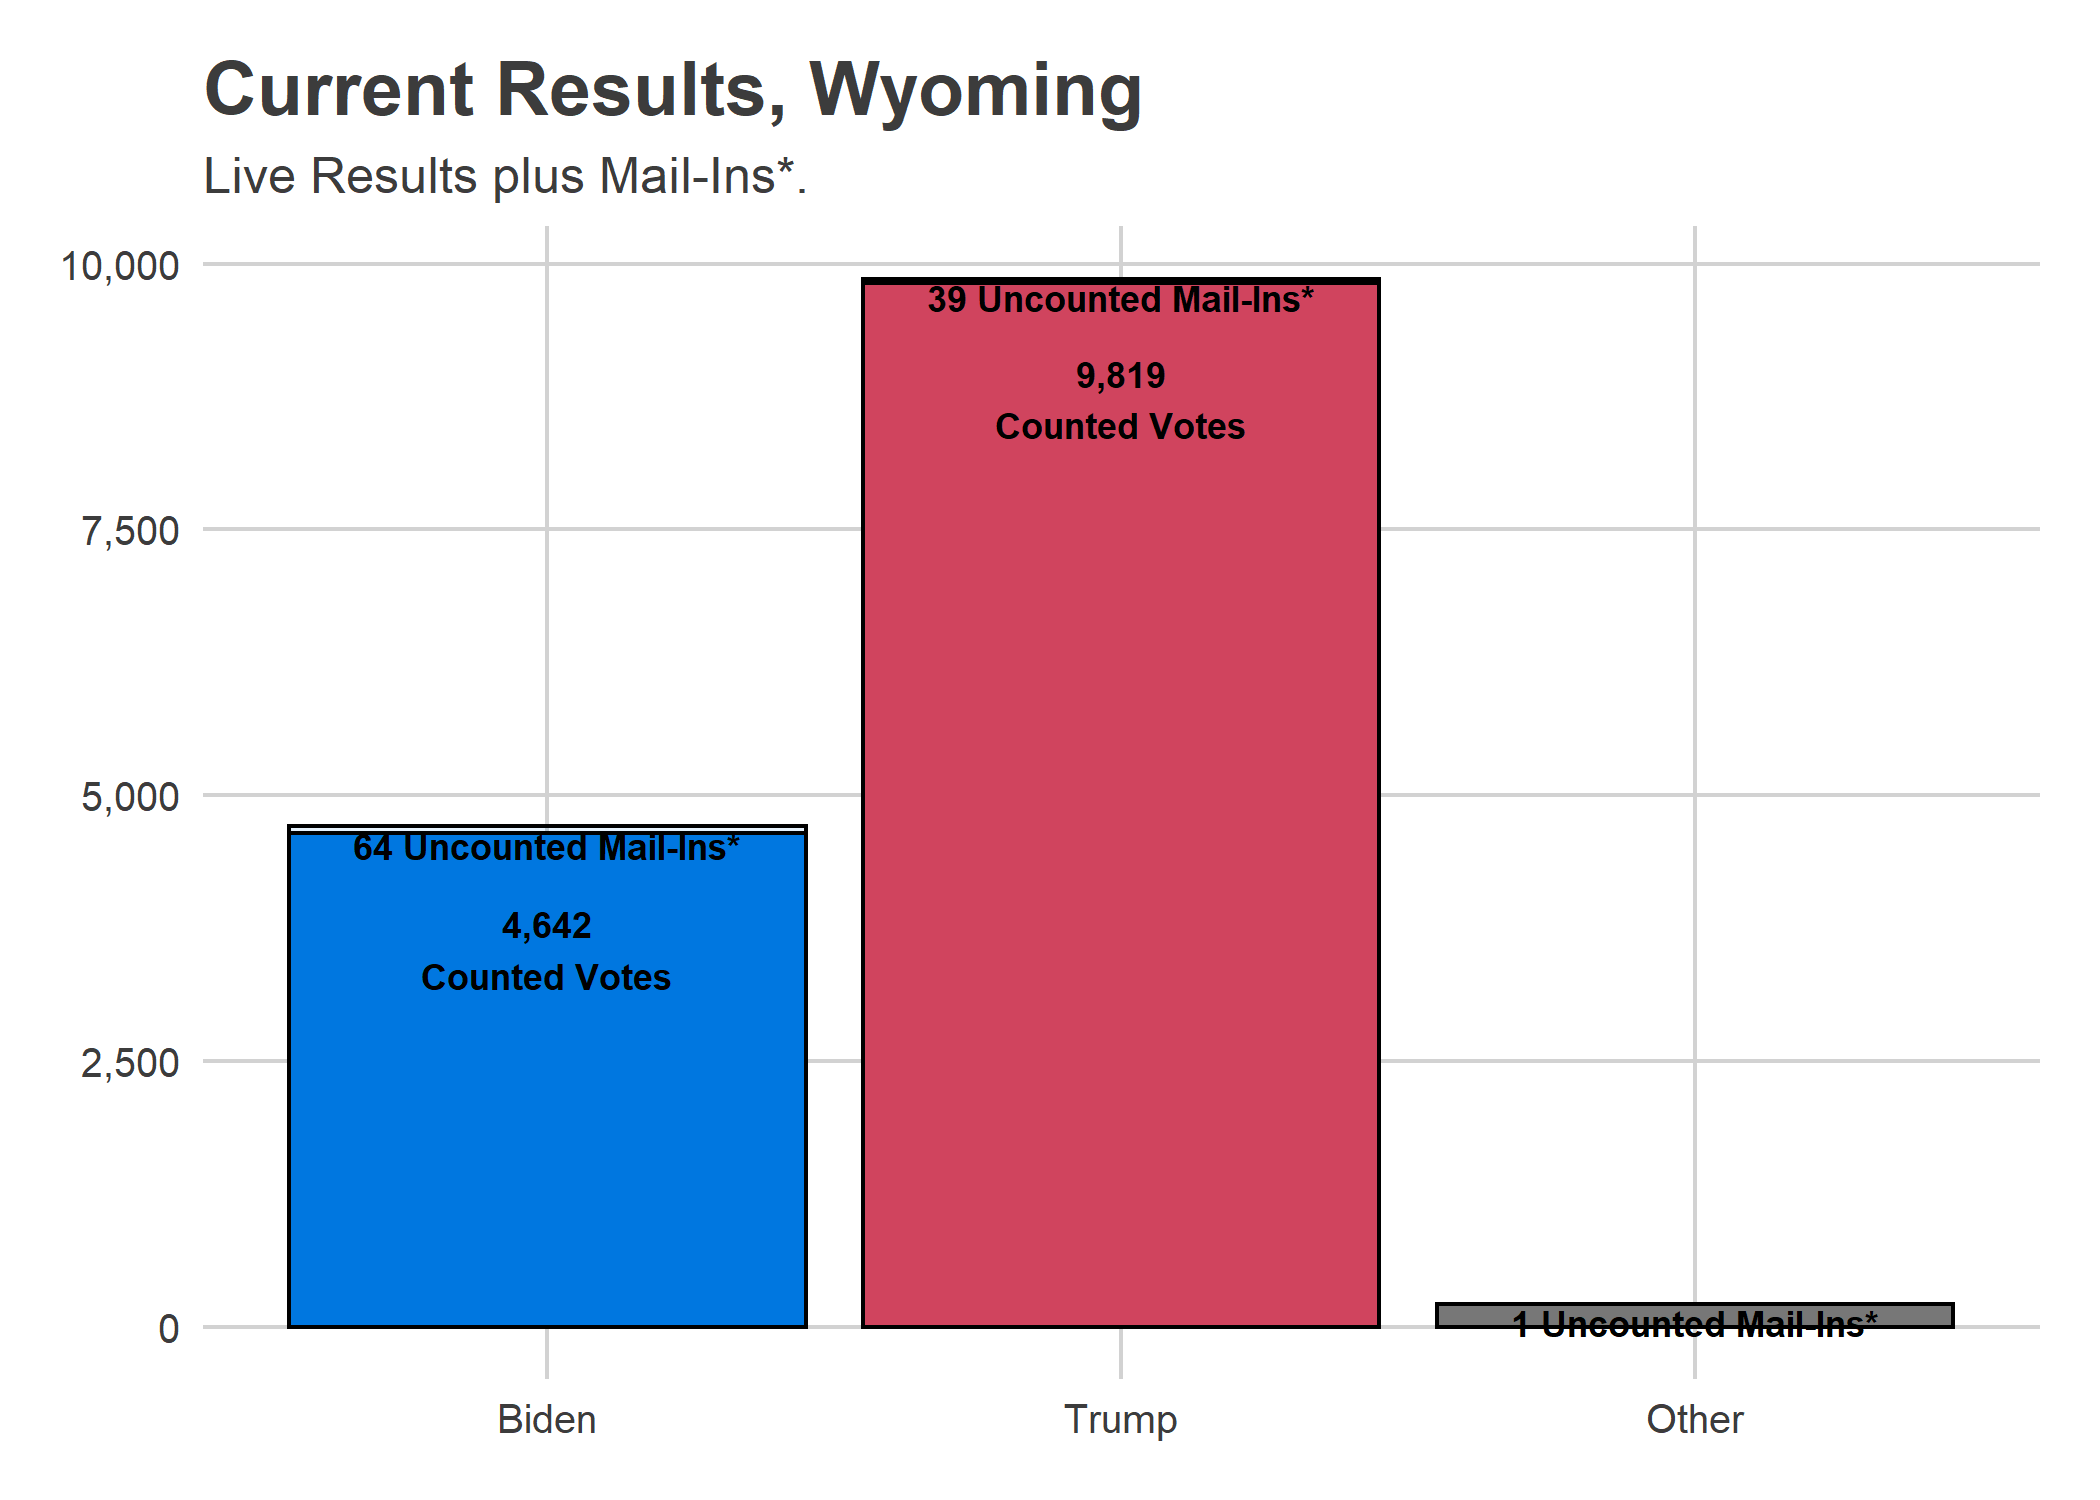 Current Results, Wyoming
Live Results plus Mail-Ins*.
10,000
7,500
5,000
2,500
0
39 Uncounted Mail-Ins*
9,819
Counted Votes
64 Uncounted Mail-Ins*
4,642
Counted Votes
1 Uncounted Mail-Ins*
Biden
Trump
Other